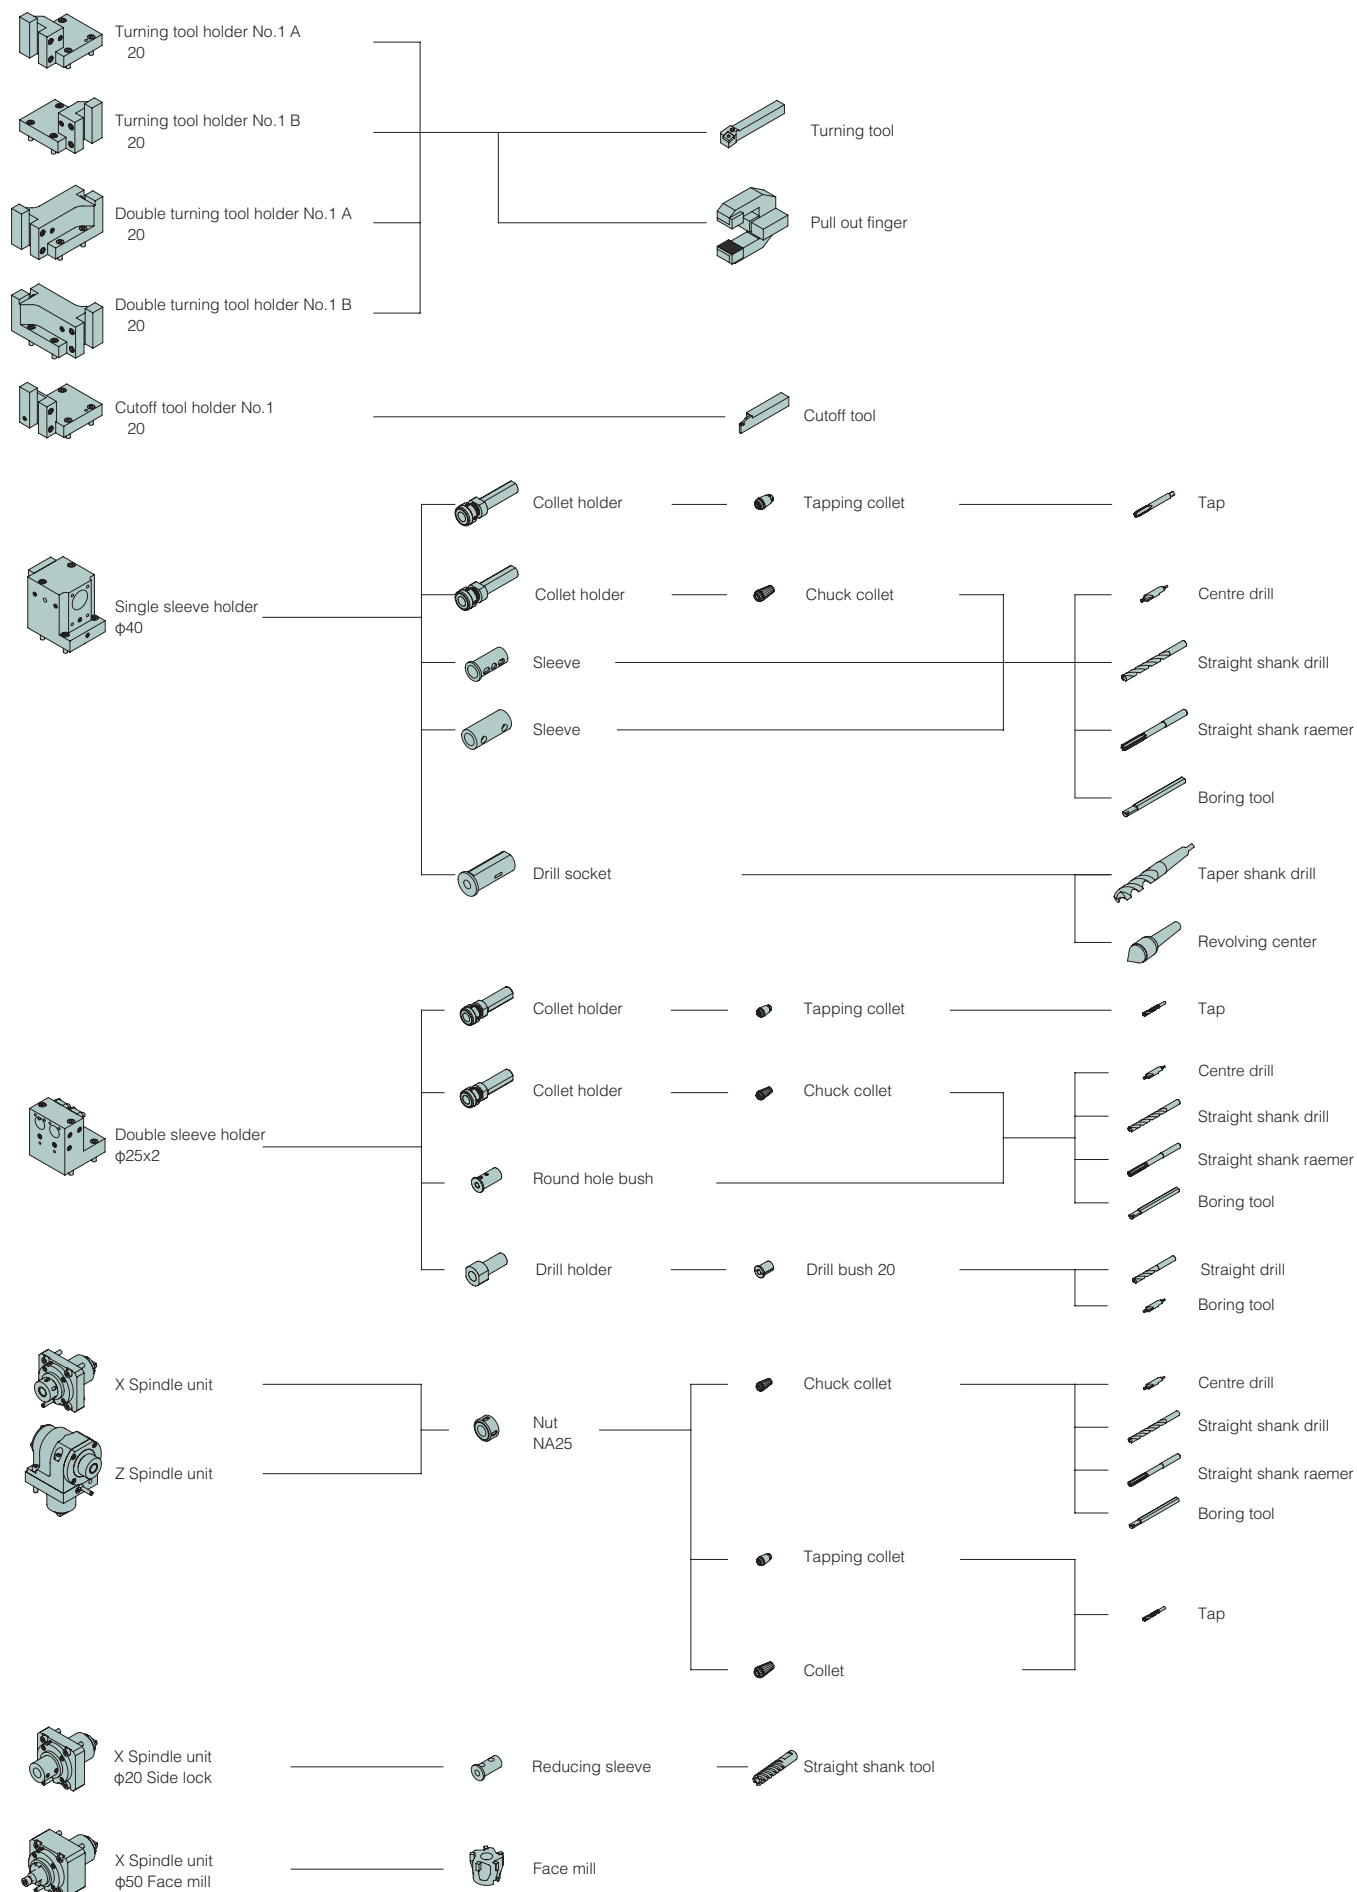 Turning tool holder No.1 A
20
Turning tool holder No.1 B
20
Turning tool
Double turning tool holder No.1 A
20
Pull out finger
Double turning tool holder No.1 B
20
Cutoff tool holder No.1
20
Cutoff tool
Collet holder
Tapping collet
Tap
Single sleeve holder
ϕ40
Collet holder
Chuck collet
Centre drill
Sleeve
Straight shank drill
Sleeve
Straight shank raemer
Boring tool
Drill socket
Taper shank drill
Revolving center
Collet holder
Tapping collet
Tap
Double sleeve holder
ϕ25x2
Collet holder
Chuck collet
Centre drill
Straight shank drill
Round hole bush
Straight shank raemer
Boring tool
Drill holder
Drill bush 20
Straight drill
Boring tool
X Spindle unit
Z Spindle unit
Nut
NA25
Chuck collet
Centre drill
Straight shank drill
Straight shank raemer
Boring tool
Tapping collet
Tap
Collet
X Spindle unit
ϕ20 Side lock
Reducing sleeve
Straight shank tool
X Spindle unit
ϕ50 Face mill
Face mill